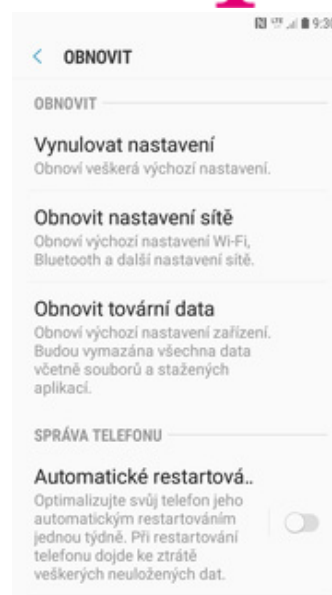 9:30
OBNOVIT
OBNOVIT
Vynulovat nastavení
Obnoví veškerá výchozí nastavení.
Obnovit nastavení sítě
Obnoví výchozí nastavení Wi-Fi,
Bluetooth a další nastavení sítě.
Obnovit tovární data
Obnoví výchozí nastavení zařízení.
Budou vymazána všechna data
včetně souborů a stažených
aplikací.
SPRÁVA TELEFONU
Automatické restartová..
Optimalizujte svůj telefon jeho
automatickým restartováním
jednou týdně. Při restartování
telefonu dojde ke ztrátě
veškerých neuložených dat.